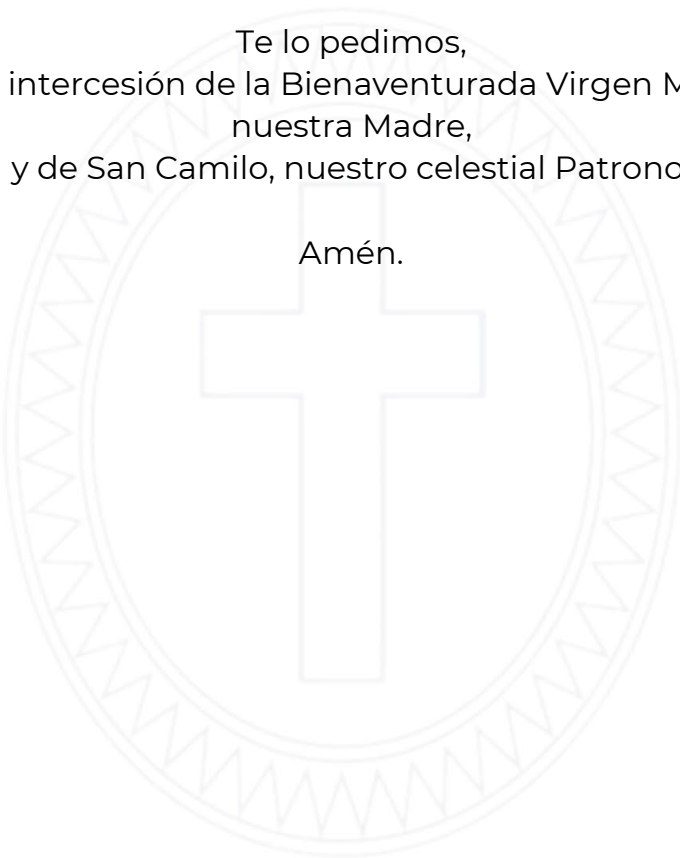 Te lo pedimos,
intercesión de la Bienaventurada Virgen M
nuestra Madre,
y de San Camilo, nuestro celestial Patrono
Amén.